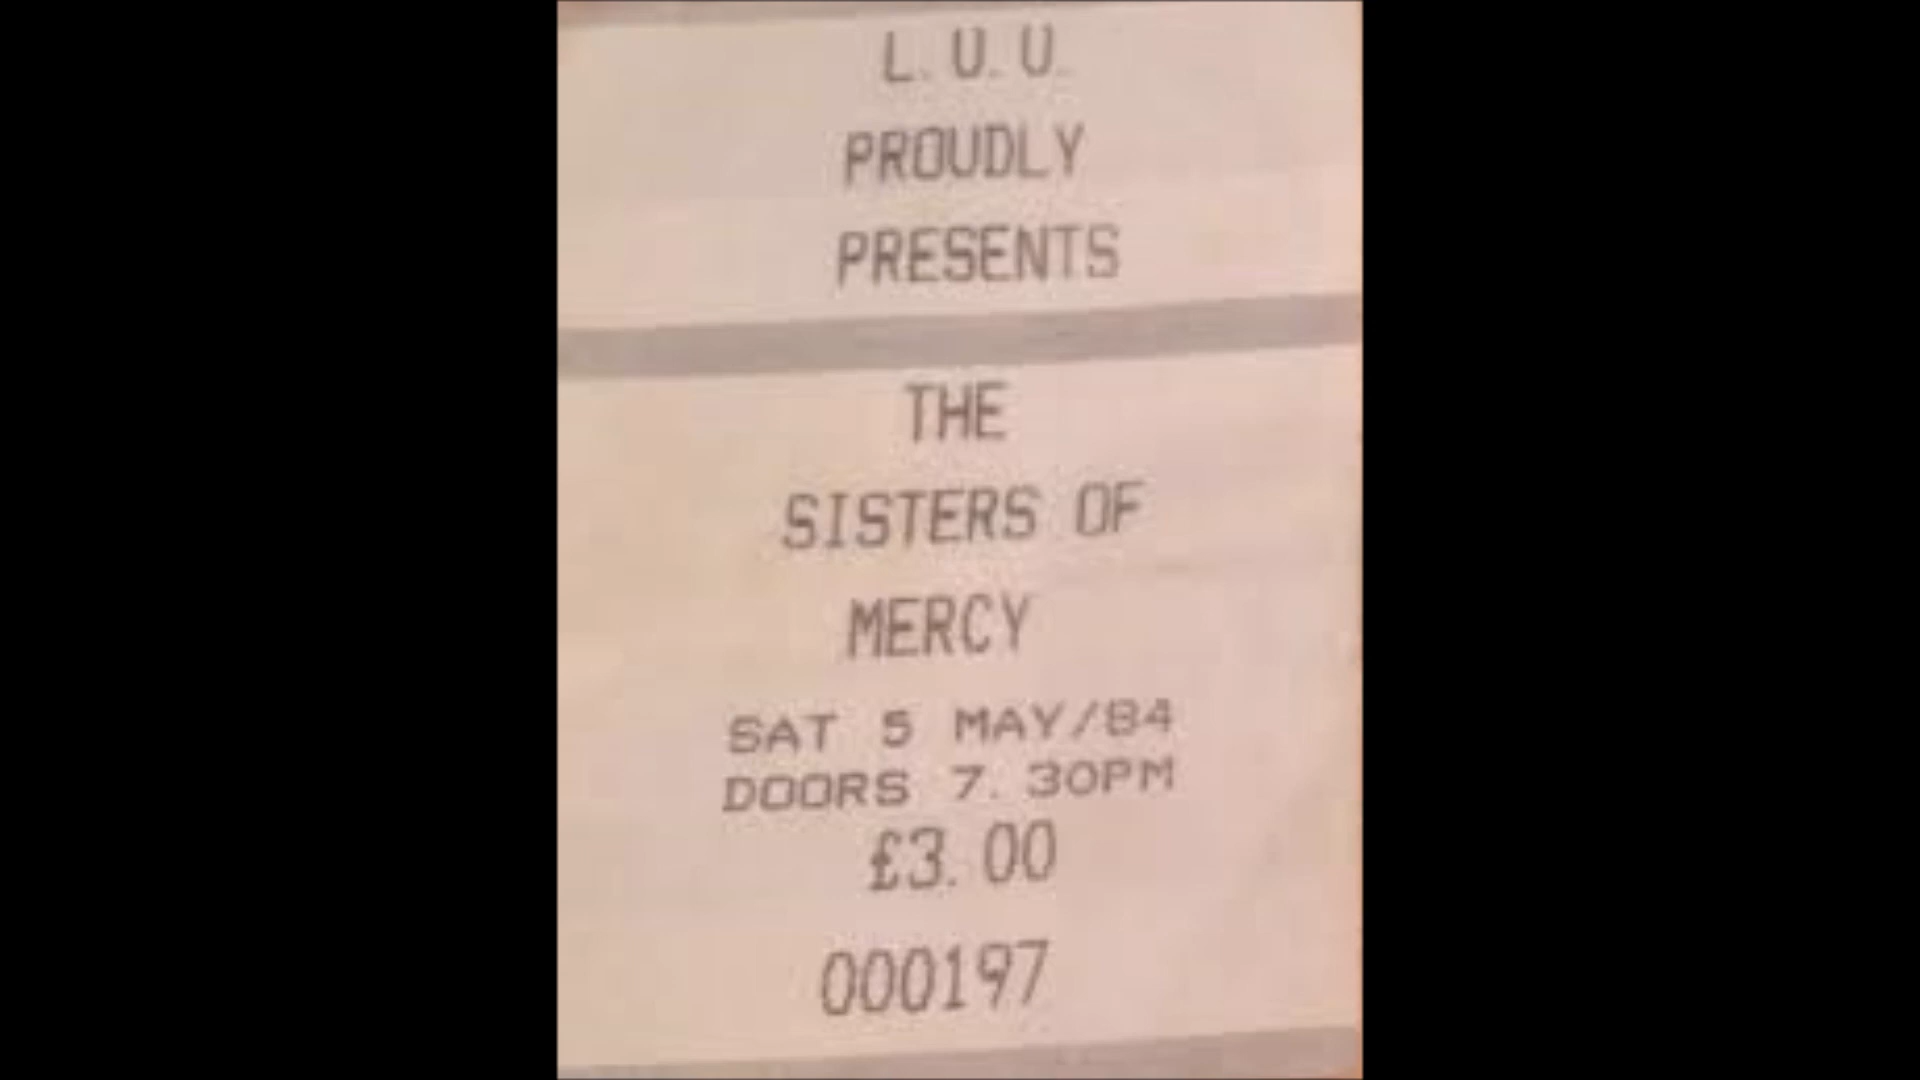 L. U. U.
PROUDLY
PRESENTS
THE
SISTERS OF
MERCY
SAT 5 MAY/84
DOORS 7. 30PM
£3. 00
000197